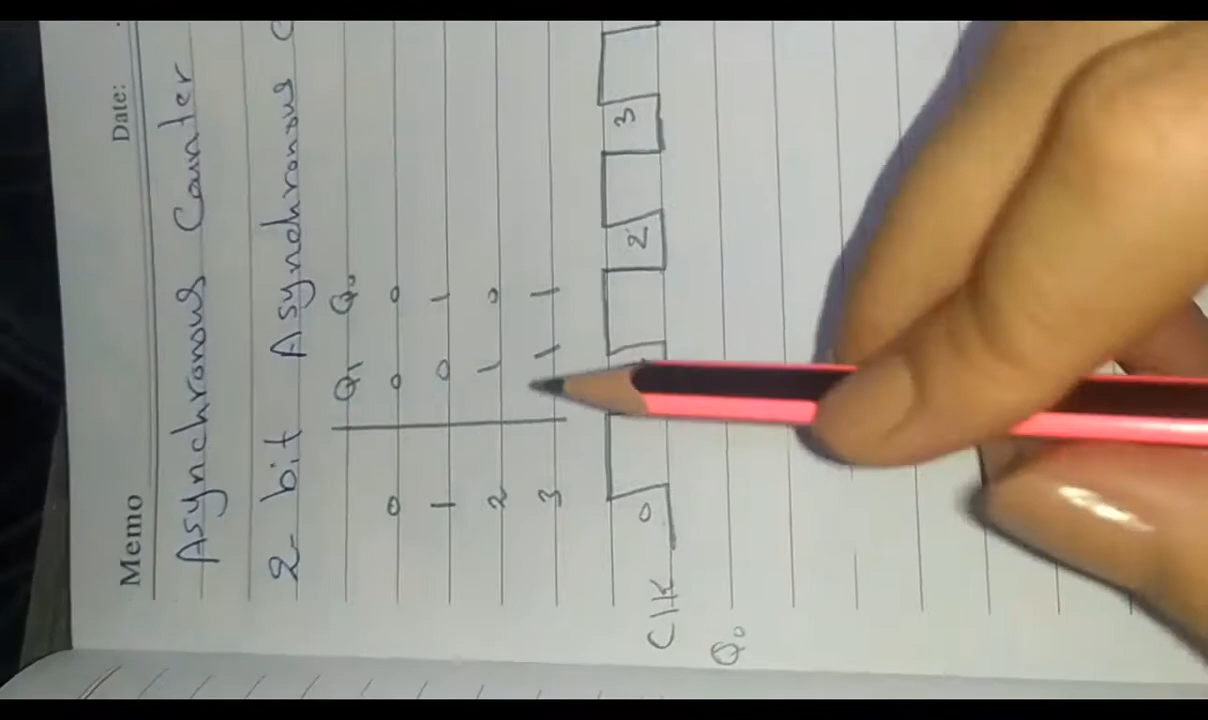 Memo Date:
Asynchronous Counter
2-bit Asynchronous
Q1 Q0
0 0 0
1 0 1
2 1 0
3 1 1
Clk 0 2 3
Q0